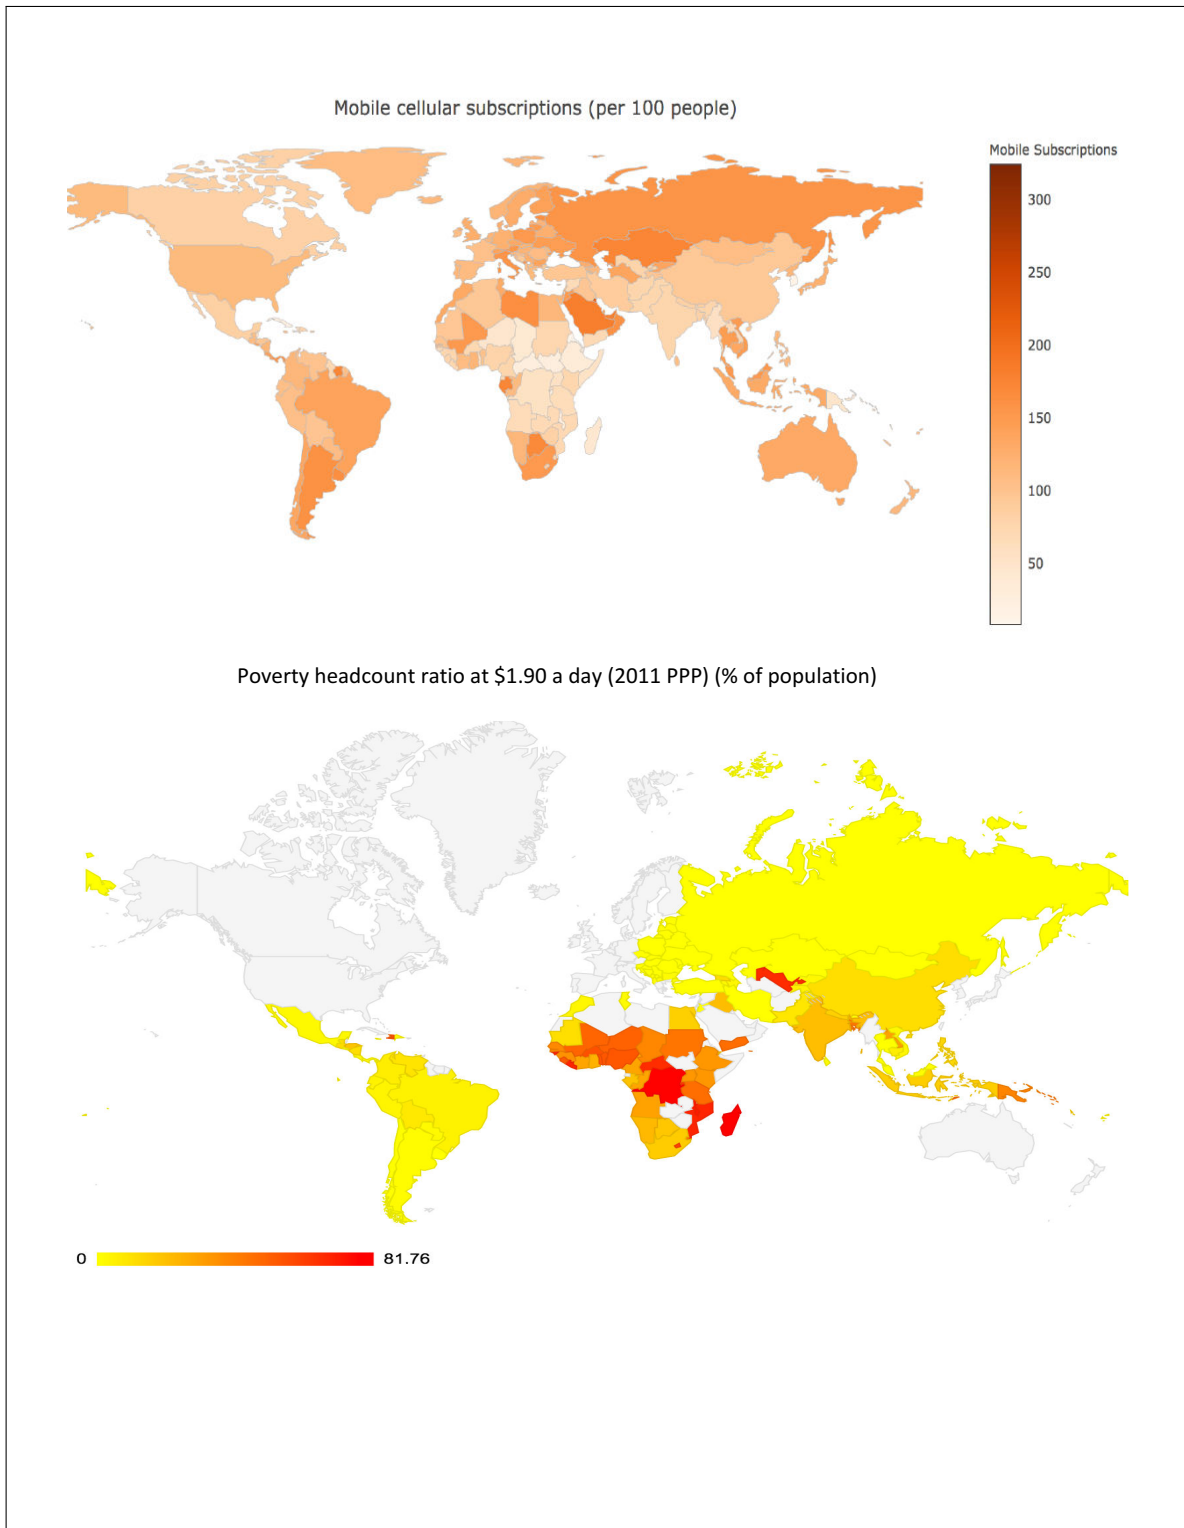 Mobile cellular subscriptions (per 100 people)
Mobile Subscriptions
300
250
200
150
100
50
Poverty headcount ratio at $1.90 a day (2011 PPP) (% of population)
0
81.76